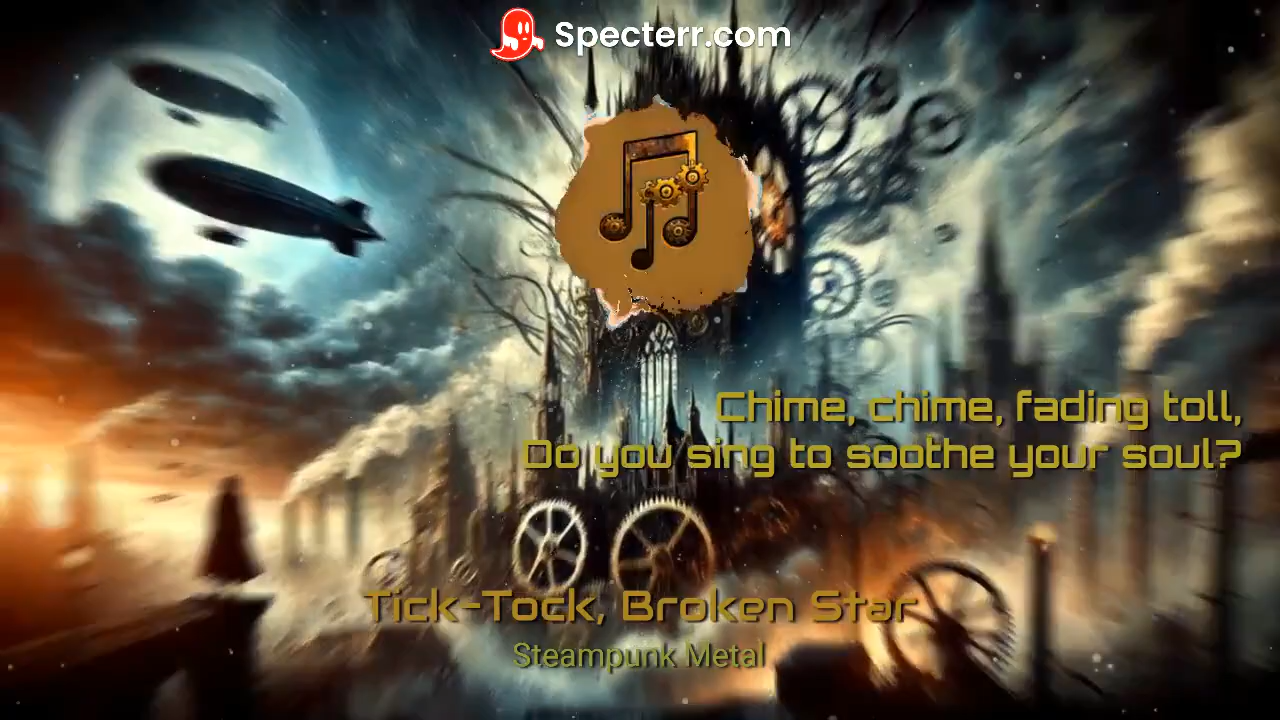 Specterr.com
Chime, chime, fading toll,
Do you sing to soothe your soul?
Tick-Tock, Broken Star
Steampunk Metal